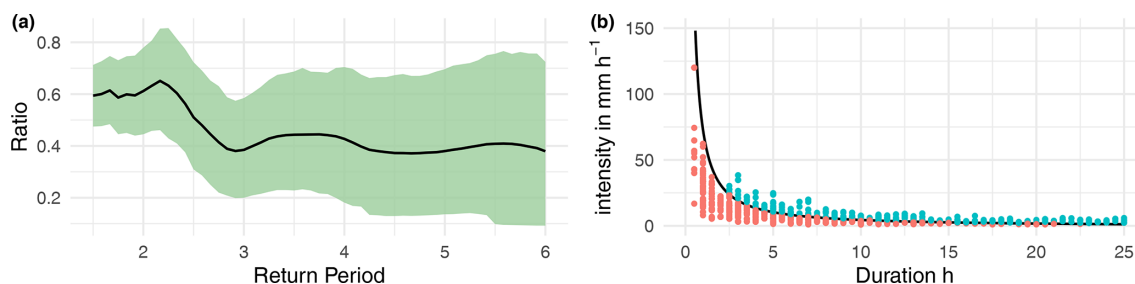 (a)
Ratio
0.8
0.6
0.4
0.2
2 3 4 5 6
Return Period
(b)
intensity in mm h⁻¹
150
100
50
0
0 5 10 15 20 25
Duration h